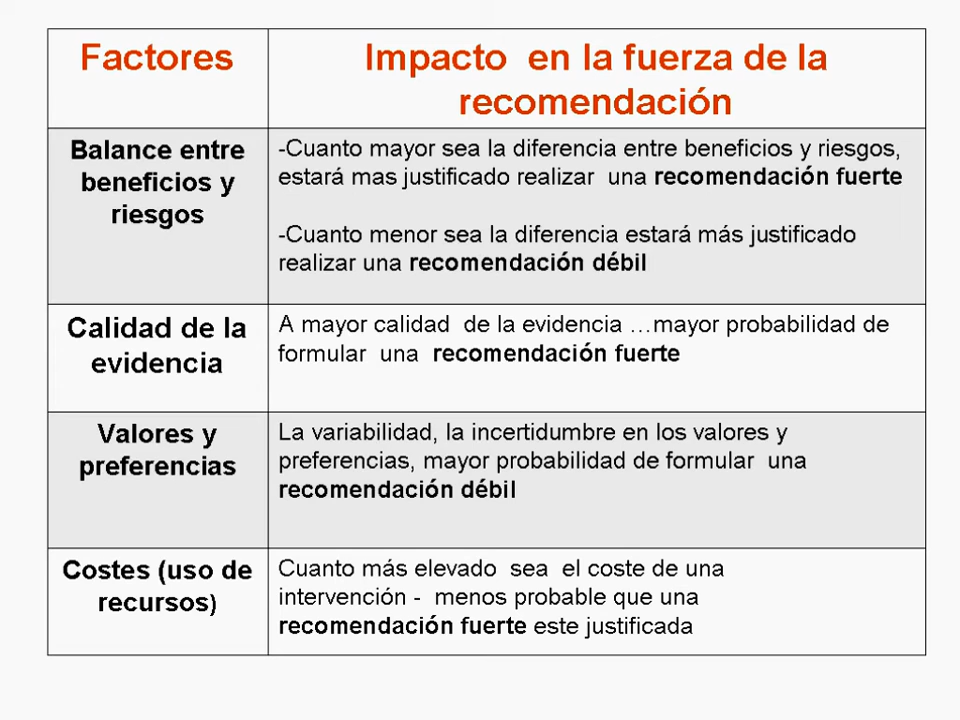 Factores
Impacto en la fuerza de la
recomendación
Balance entre
beneficios y
riesgos
-Cuanto mayor sea la diferencia entre beneficios y riesgos,
estará mas justificado realizar una recomendación fuerte
-Cuanto menor sea la diferencia estará más justificado
realizar una recomendación débil
Calidad de la
evidencia
A mayor calidad de la evidencia …mayor probabilidad de
formular una recomendación fuerte
Valores y
preferencias
La variabilidad, la incertidumbre en los valores y
preferencias, mayor probabilidad de formular una
recomendación débil
Costes (uso de
recursos)
Cuanto más elevado sea el coste de una
intervención - menos probable que una
recomendación fuerte este justificada